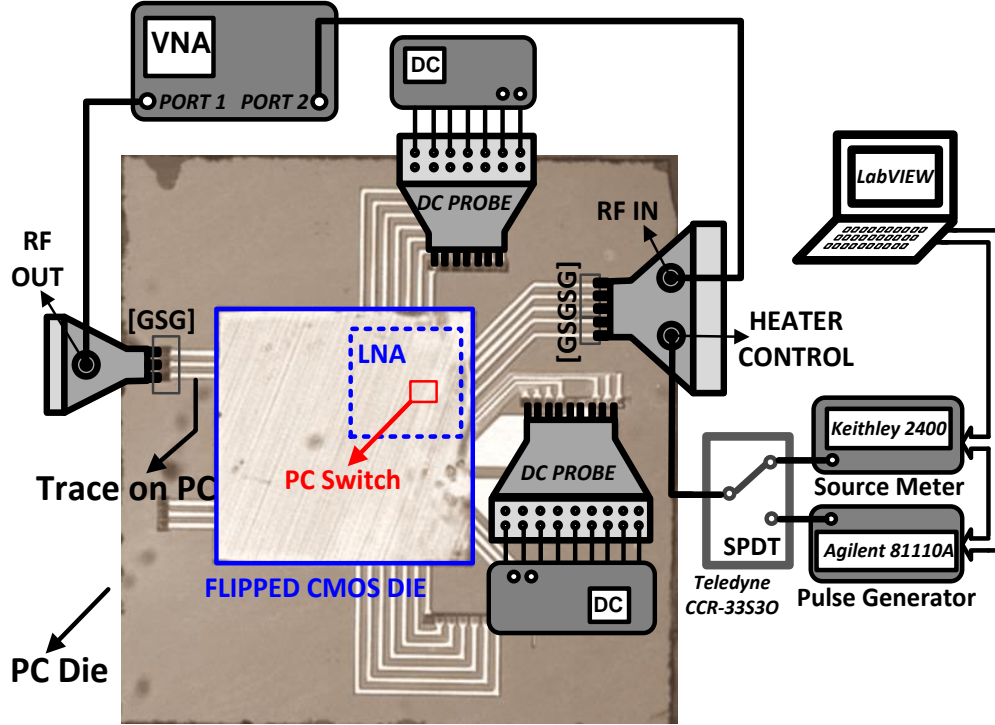 VNA
PORT 1
PORT 2
DC
DC PROBE
RF IN
LabVIEW
RF
OUT
[GSG]
[GSGSG]
HEATER
CONTROL
LNA
PC Switch
DC PROBE
Keithley 2400
Source Meter
Trace on PC
SPDT
Agilent 81110A
Pulse Generator
Teledyne
CCR-33S3O
FLIPPED CMOS DIE
DC
PC Die